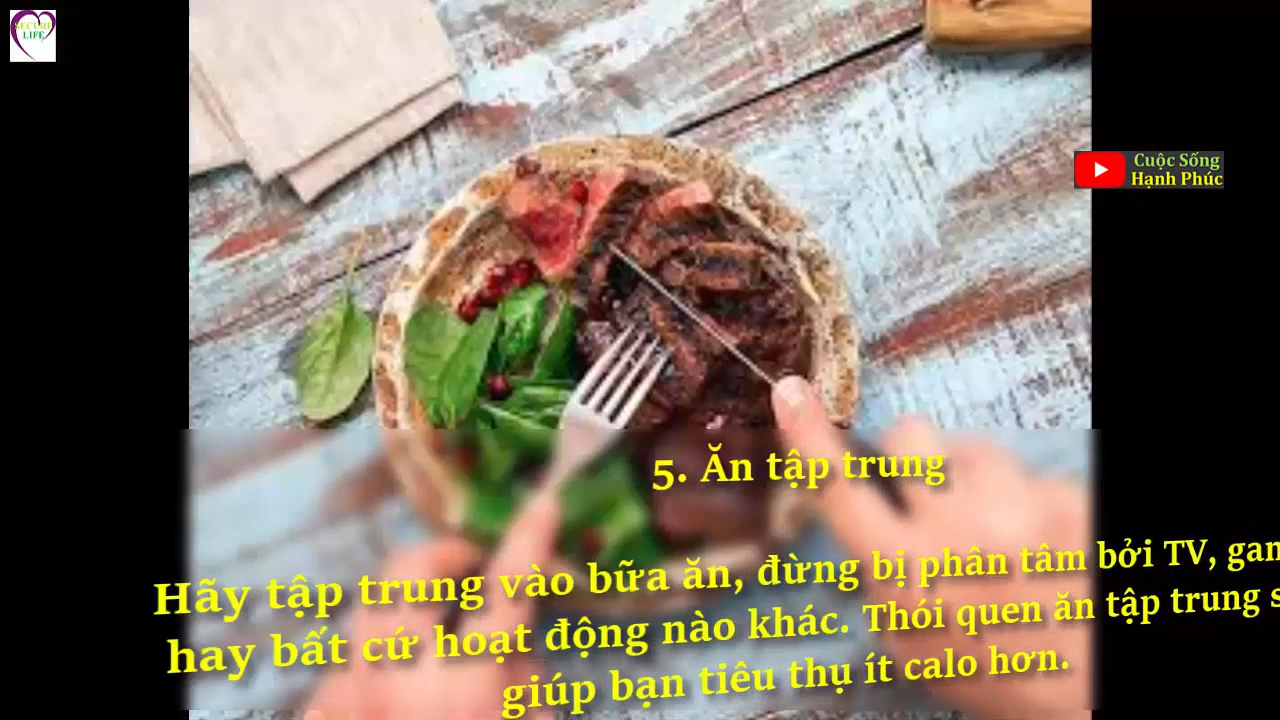 LIFE
Cuộc Sống
Hạnh Phúc
5. Ăn tập trung
Hãy tập trung vào bữa ăn, đừng bị phân tâm bởi TV,
hay bất cứ hoạt động nào khác. Thói quen ăn tập trung
giúp bạn tiêu thụ ít calo hơn.